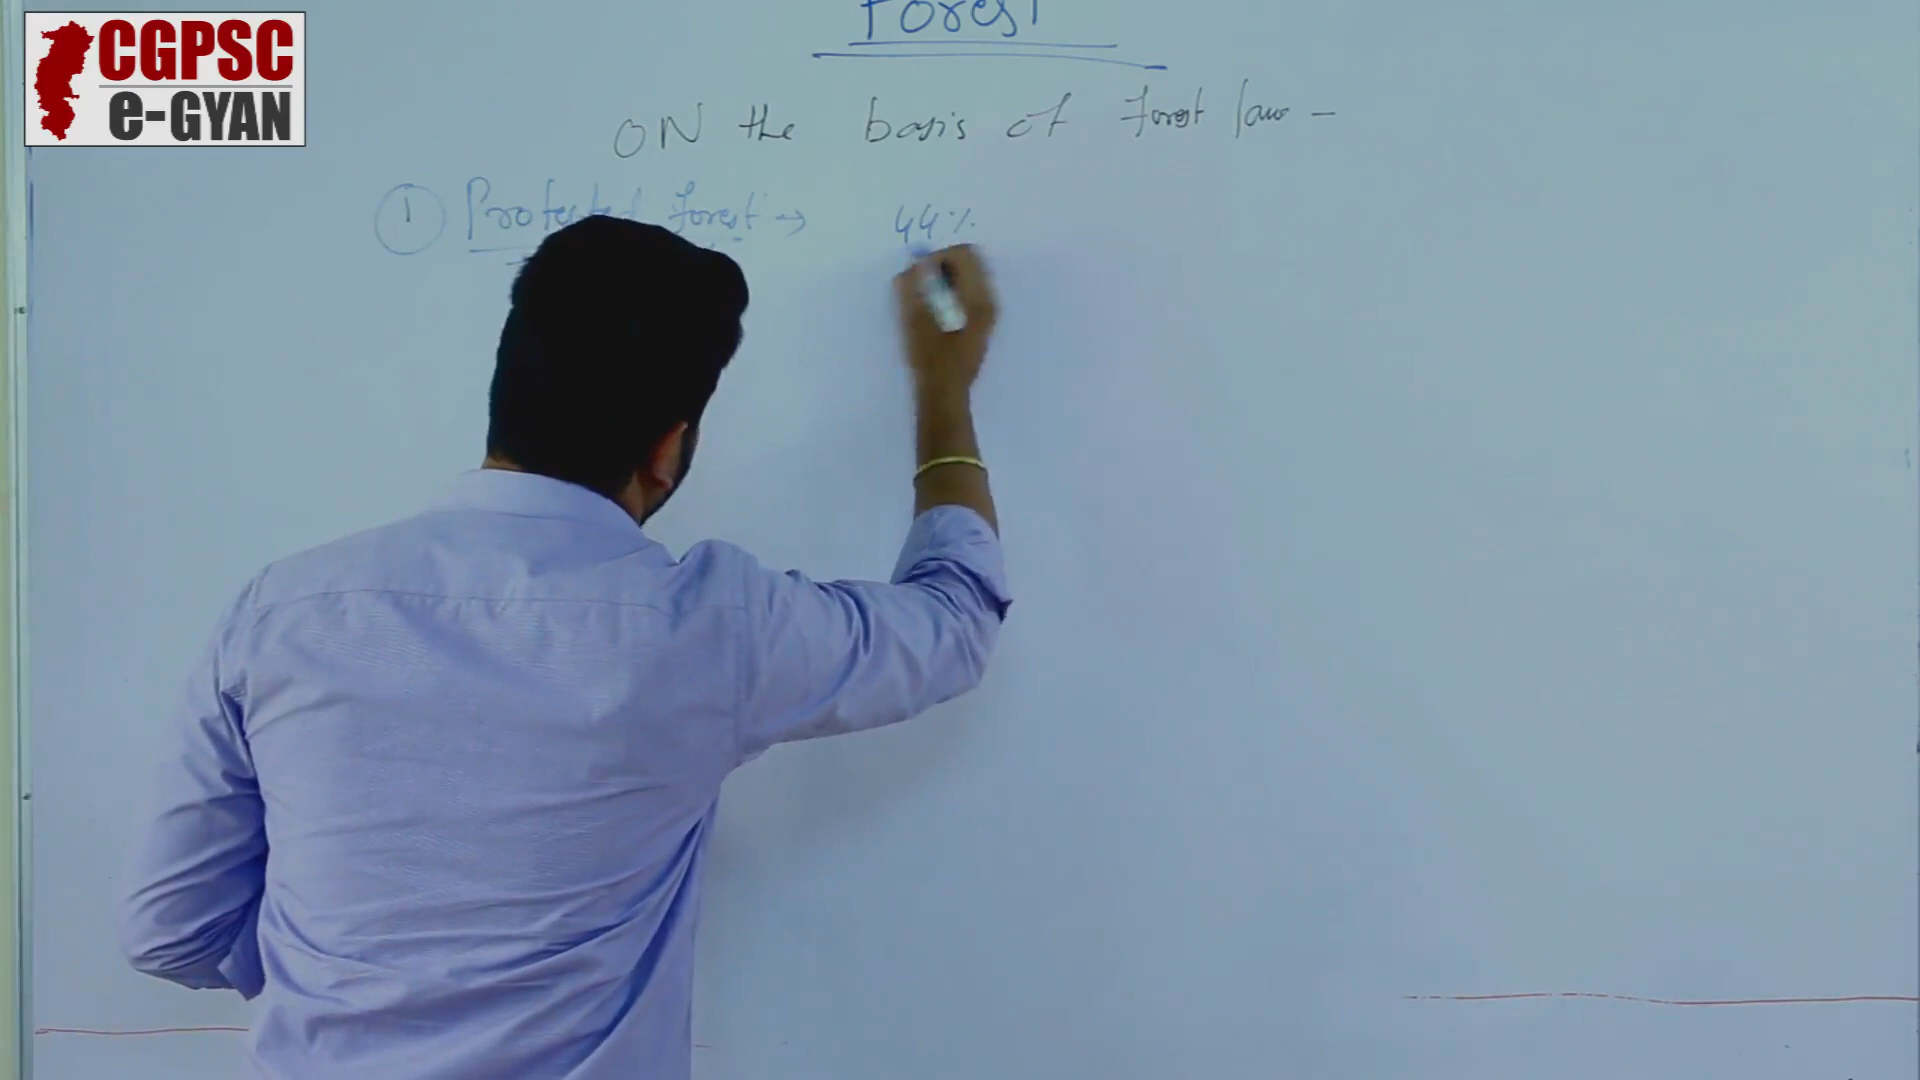 CGPSC
e-GYAN
Forest
ON the basis of Forest law -
1 Protected Forest → 44%